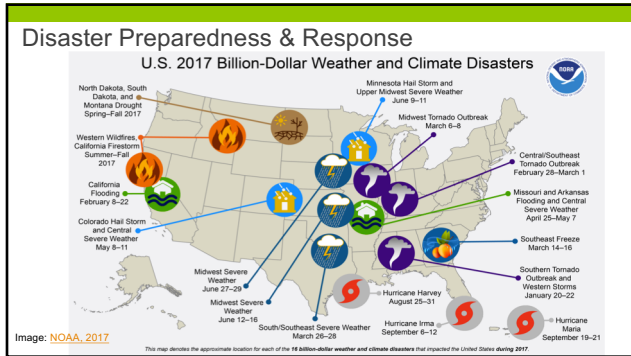 Disaster Preparedness & Response
U.S. 2017 Billion-Dollar Weather and Climate Disasters
NOAA
North Dakota, South
Dakota, and
Montana Drought
Spring–Fall 2017
Minnesota Hail Storm and
Upper Midwest Severe Weather
June 9–11
Midwest Tornado Outbreak
March 6–8
Western Wildfires,
California Firestorm
Summer–Fall
2017
Central/Southeast
Tornado Outbreak
February 28–March 1
California
Flooding
February 8–22
Missouri and Arkansas
Flooding and Central
Severe Weather
April 25–May 7
Colorado Hail Storm
and Central
Severe Weather
May 8–11
Southeast Freeze
March 14–16
Midwest Severe
Weather
June 27–29
Southern Tornado
Outbreak and
Western Storms
January 20–22
Midwest Severe
Weather
June 12–16
Hurricane Harvey
August 25–31
South/Southeast Severe Weather
March 26–28
Hurricane Irma
September 6–12
Hurricane
Maria
September 19–21
Image: NOAA, 2017
This map denotes the approximate location for each of the 16 billion-dollar weather and climate disasters that impacted the United States during 2017.